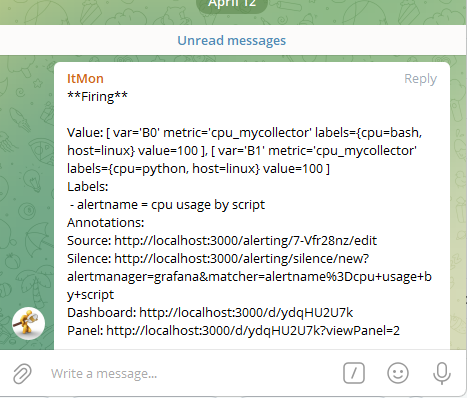 April 12
Unread messages
ItMon
Reply
**Firing**
Value: [ var='B0' metric='cpu_mycollector' labels={cpu=bash,
host=linux} value=100 ], [ var='B1' metric='cpu_mycollector'
labels={cpu=python, host=linux} value=100 ]
Labels:
- alertname = cpu usage by script
Annotations:
Source: http://localhost:3000/alerting/7-Vfr28nz/edit
Silence: http://localhost:3000/alerting/silence/new?
alertmanager=grafana&matcher=alertname%3Dcpu+usage+b
y+script
Dashboard: http://localhost:3000/d/ydqHU2U7k
Panel: http://localhost:3000/d/ydqHU2U7k?viewPanel=2
Write a message...